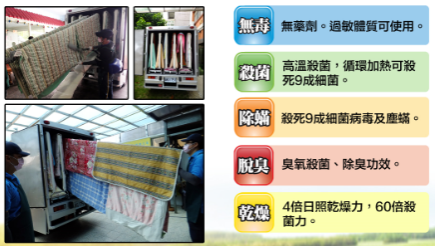 無毒
無藥劑。過敏體質可使用。
殺菌
高溫殺菌，循環加熱可殺
死9成細菌。
除蟎
殺死9成細菌病毒及塵蟎。
脫臭
臭氧殺菌、除臭功效。
乾燥
4倍日照乾燥力，60倍殺
菌力。